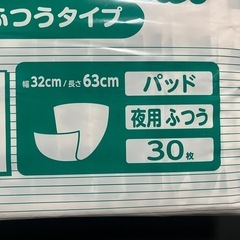 ふつうタイプ
幅32cm/長さ63cm
パッド
夜用 ふつう
30枚